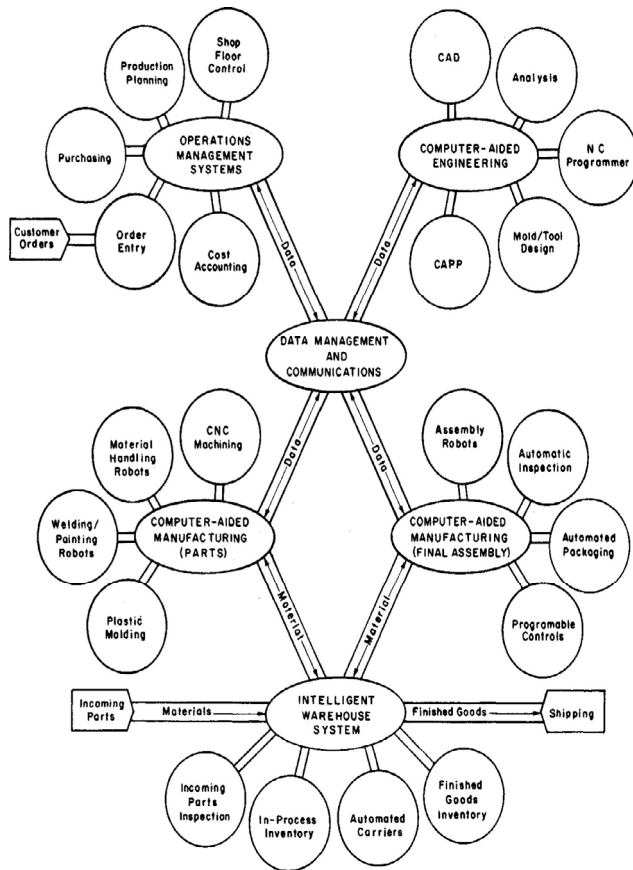 Shop
Floor
Control
Production
Planning
Purchasing
OPERATIONS
MANAGEMENT
SYSTEMS
Customer
Orders
Order
Entry
Cost
Accounting
CAD
Analysis
COMPUTER-AIDED
ENGINEERING
N C
Programmer
CAPP
Mold/Tool
Design
Data
Data
DATA MANAGEMENT
AND
COMMUNICATIONS
Data
Data
CNC
Machining
Material
Handling
Robots
Welding/
Painting
Robots
COMPUTER-AIDED
MANUFACTURING
(PARTS)
Plastic
Molding
Assembly
Robots
Automatic
Inspection
COMPUTER-AIDED
MANUFACTURING
(FINAL ASSEMBLY)
Automated
Packaging
Programable
Controls
Material
Material
Incoming
Parts
Materials
INTELLIGENT
WAREHOUSE
SYSTEM
Finished Goods
Shipping
Incoming
Parts
Inspection
In-Process
Inventory
Automated
Carriers
Finished
Goods
Inventory